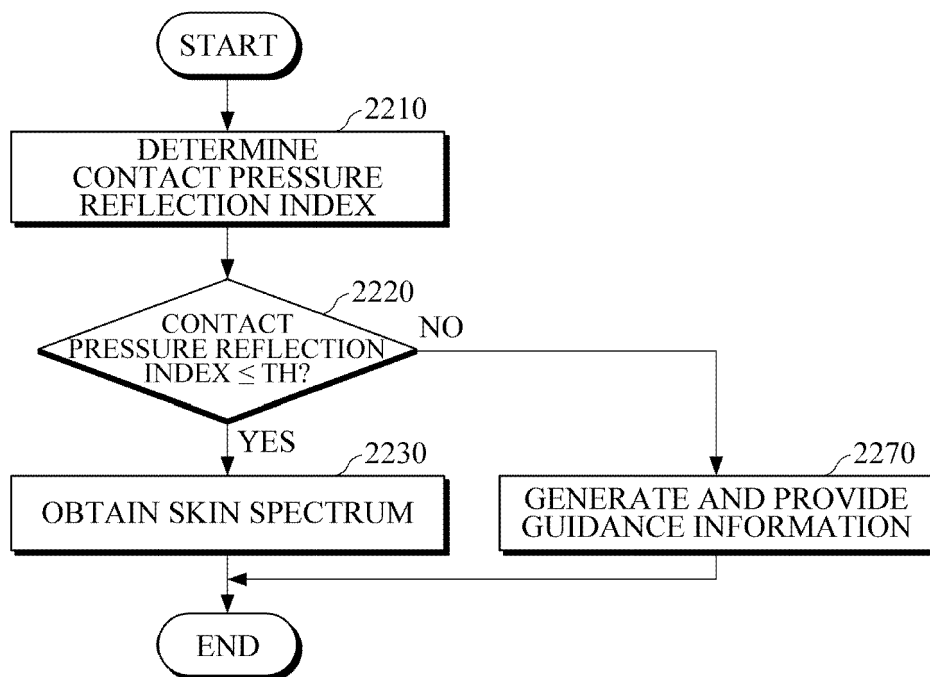 START
2210
DETERMINE
CONTACT PRESSURE
REFLECTION INDEX
2220
CONTACT
PRESSURE REFLECTION
INDEX ≤ TH?
NO
YES
2230
OBTAIN SKIN SPECTRUM
2270
GENERATE AND PROVIDE
GUIDANCE INFORMATION
END